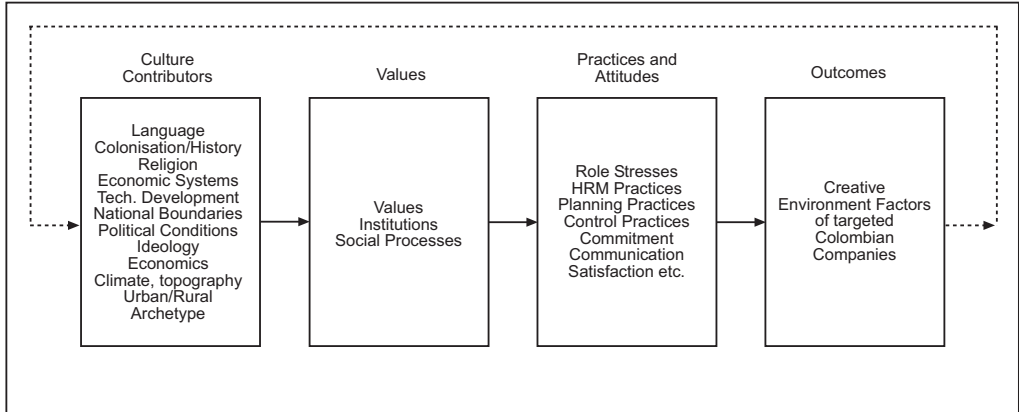 Culture
Contributors
Values
Practices and
Attitudes
Outcomes
Language
Colonisation/History
Religion
Economic Systems
Tech. Development
National Boundaries
Political Conditions
Ideology
Economics
Climate, topography
Urban/Rural
Archetype
Values
Institutions
Social Processes
Role Stresses
HRM Practices
Planning Practices
Control Practices
Commitment
Communication
Satisfaction etc.
Creative
Environment Factors
of targeted
Colombian
Companies